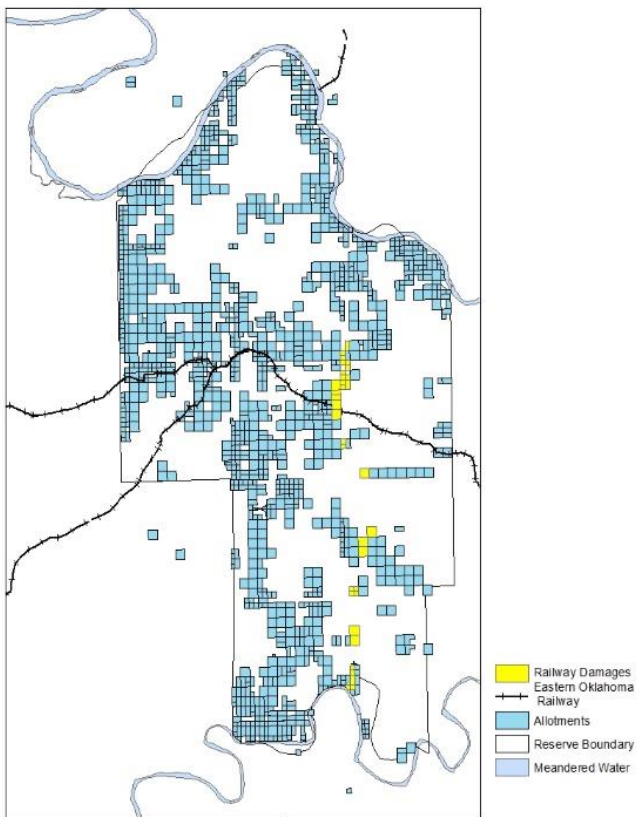 Railway Damages
Eastern Oklahoma
Railway
Allotments
Reserve Boundary
Meandered Water